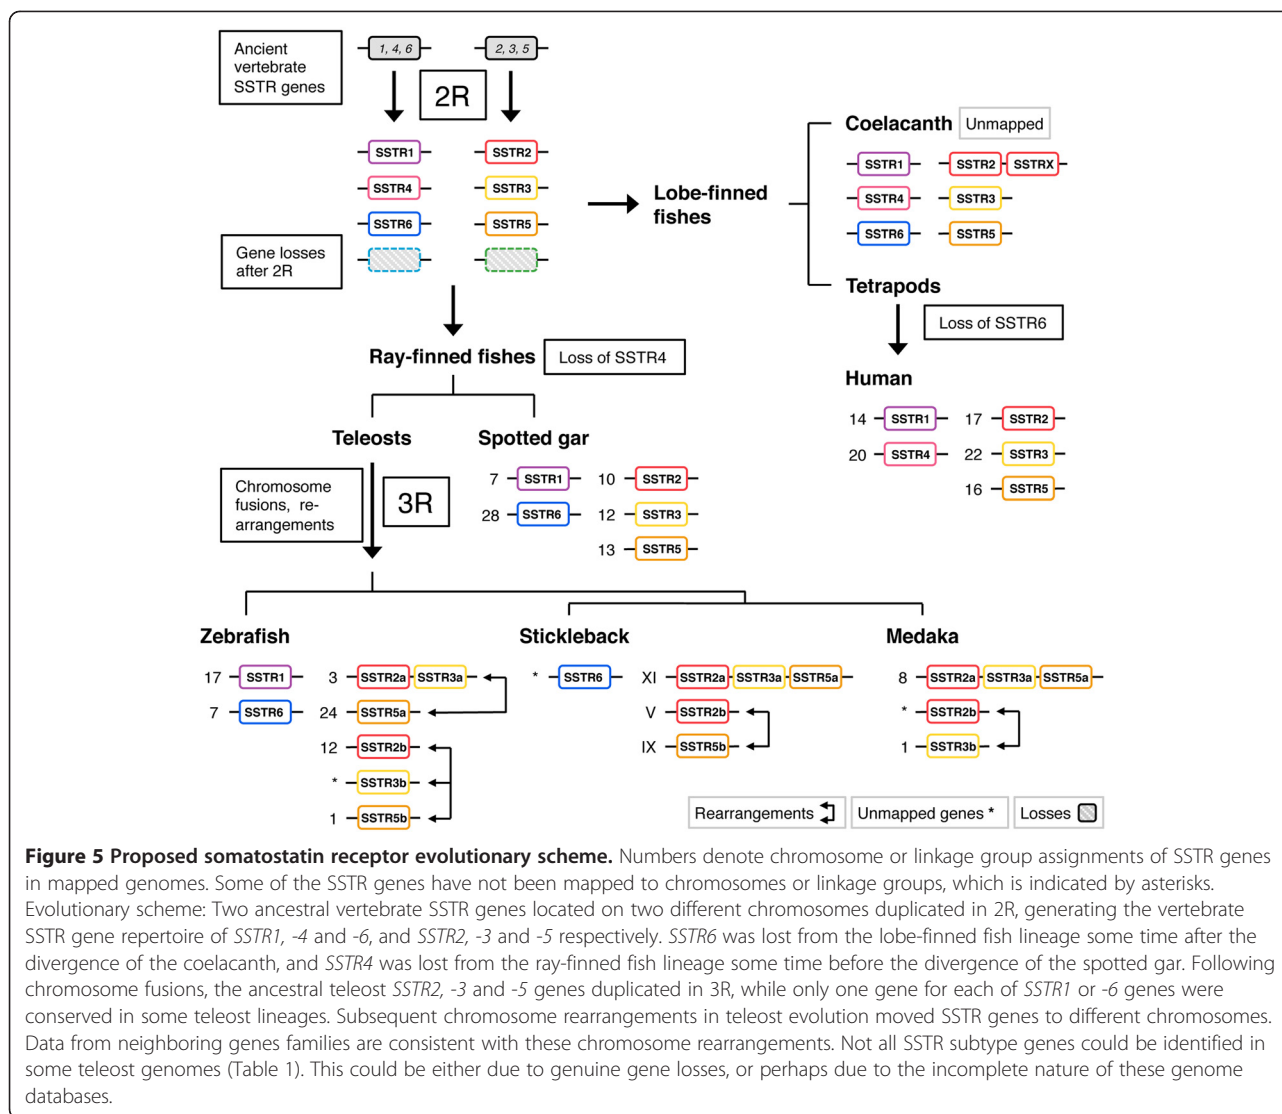 Ancient
vertebrate
SSTR genes
1, 4, 6
2, 3, 5
2R
SSTR1
SSTR2
SSTR4
SSTR3
SSTR6
SSTR5
Gene losses
after 2R
Lobe-finned
fishes
Coelacanth
Unmapped
SSTR1
SSTR2
SSTRX
SSTR4
SSTR3
SSTR6
SSTR5
Tetrapods
Loss of SSTR6
Human
14 SSTR1
17 SSTR2
20 SSTR4
22 SSTR3
16 SSTR5
Ray-finned fishes
Loss of SSTR4
Teleosts
Spotted gar
Chromosome
fusions, re-
arrangements
3R
7 SSTR1
10 SSTR2
28 SSTR6
12 SSTR3
13 SSTR5
Zebrafish
17 SSTR1
3 SSTR2a SSTR3a
7 SSTR6
24 SSTR5a
12 SSTR2b
* SSTR3b
1 SSTR5b
Stickleback
* SSTR6
XI SSTR2a SSTR3a SSTR5a
V SSTR2b
IX SSTR5b
Medaka
8 SSTR2a SSTR3a SSTR5a
* SSTR2b
1 SSTR3b
Rearrangements
Unmapped genes *
Losses
Figure 5 Proposed somatostatin receptor evolutionary scheme. Numbers denote chromosome or linkage group assignments of SSTR genes
in mapped genomes. Some of the SSTR genes have not been mapped to chromosomes or linkage groups, which is indicated by asterisks.
Evolutionary scheme: Two ancestral vertebrate SSTR genes located on two different chromosomes duplicated in 2R, generating the vertebrate
SSTR gene repertoire of SSTR1, -4 and -6, and SSTR2, -3 and -5 respectively. SSTR6 was lost from the lobe-finned fish lineage some time after the
divergence of the coelacanth, and SSTR4 was lost from the ray-finned fish lineage some time before the divergence of the spotted gar. Following
chromosome fusions, the ancestral teleost SSTR2, -3 and -5 genes duplicated in 3R, while only one gene for each of SSTR1 or -6 genes were
conserved in some teleost lineages. Subsequent chromosome rearrangements in teleost evolution moved SSTR genes to different chromosomes.
Data from neighboring genes families are consistent with these chromosome rearrangements. Not all SSTR subtype genes could be identified in
some teleost genomes (Table 1). This could be either due to genuine gene losses, or perhaps due to the incomplete nature of these genome
databases.